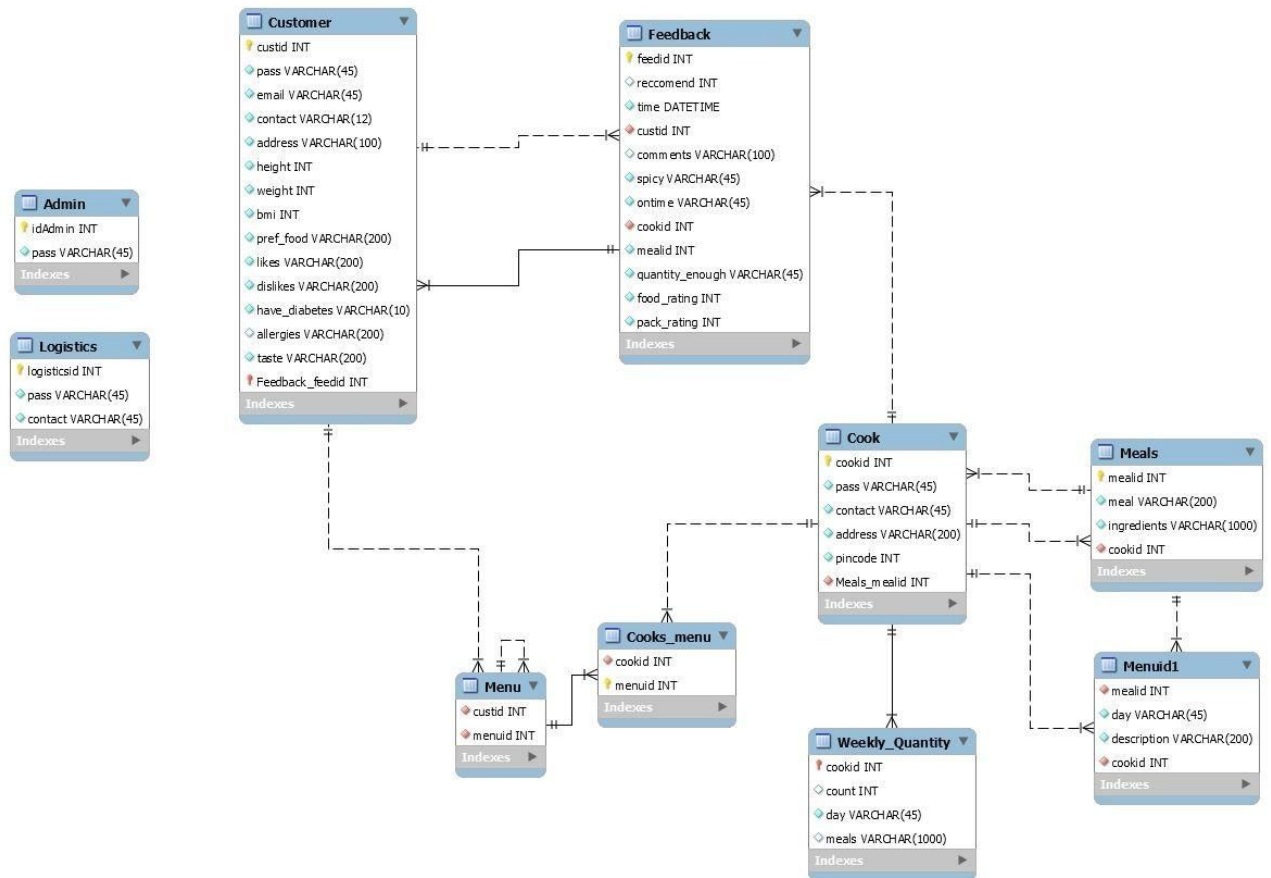 Customer
custid INT
pass VARCHAR(45)
email VARCHAR(45)
contact VARCHAR(12)
address VARCHAR(100)
height INT
weight INT
bmi INT
pref_food VARCHAR(200)
likes VARCHAR(200)
dislikes VARCHAR(200)
have_diabetes VARCHAR(10)
allergies VARCHAR(200)
taste VARCHAR(200)
Feedback_feedid INT
Indexes
Feedback
feedid INT
reccomend INT
time DATETIME
custid INT
comments VARCHAR(100)
spicy VARCHAR(45)
ontime VARCHAR(45)
cookid INT
mealid INT
quantity_enough VARCHAR(45)
food_rating INT
pack_rating INT
Indexes
Admin
idAdmin INT
pass VARCHAR(45)
Indexes
Logistics
logisticsid INT
pass VARCHAR(45)
contact VARCHAR(45)
Indexes
Cook
cookid INT
pass VARCHAR(45)
contact VARCHAR(45)
address VARCHAR(200)
pincode INT
Meals_mealid INT
Indexes
Meals
mealid INT
meal VARCHAR(200)
ingredients VARCHAR(1000)
cookid INT
Indexes
Cooks_menu
cookid INT
menuid INT
Indexes
Menu
custid INT
menuid INT
Indexes
Menuid1
mealid INT
day VARCHAR(45)
description VARCHAR(200)
cookid INT
Indexes
Weekly_Quantity
cookid INT
count INT
day VARCHAR(45)
meals VARCHAR(1000)
Indexes